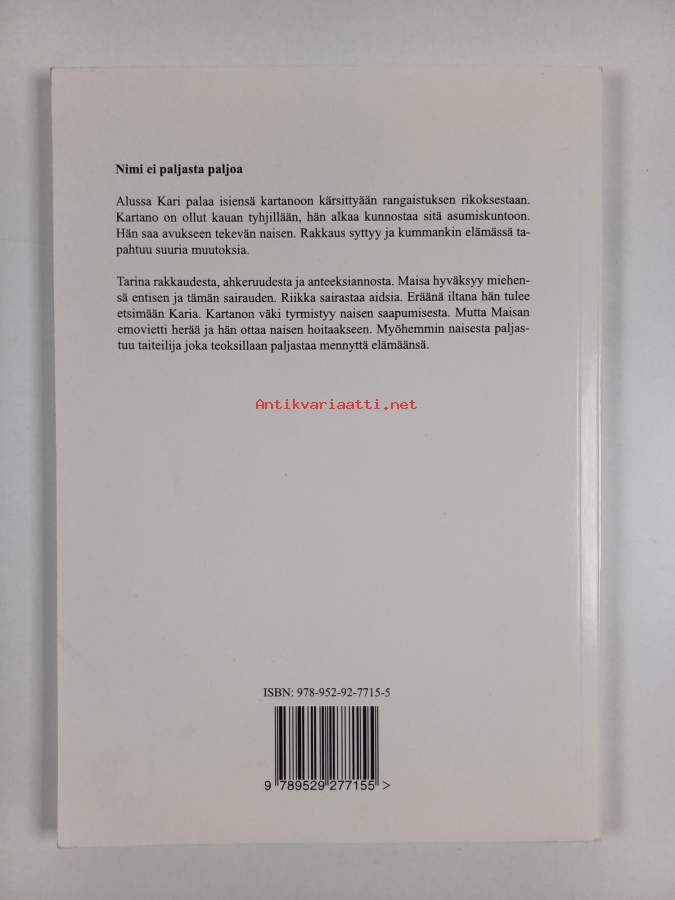 Nimi ei paljasta paljoa
Alussa Kari palaa isiensä kartanoon kärsittyään rangaistuksen rikoksestaan.
Kartano on ollut kauan tyhjillään, hän alkaa kunnostaa sitä asumiskuntoon.
Hän saa avukseen tekevän naisen. Rakkaus syttyy ja kummankin elämässä ta-
pahtuu suuria muutoksia.
Tarina rakkaudesta, ahkeruudesta ja anteeksiannosta. Maisa hyväksyy miehen-
sä entisen ja tämän sairauden. Riikka sairastaa aidsia. Eräänä iltana hän tulee
etsimään Karia. Kartanon väki tyrmistyy naisen saapumisesta. Mutta Maisan
emovietti herää ja hän ottaa naisen hoitaakseen. Myöhemmin naisesta paljas-
tuu taiteilija joka teoksillaan paljastaa mennyttä elämäänsä.
Antikvariaatti.net
ISBN: 978-952-92-7715-5
9 789529 277155 >